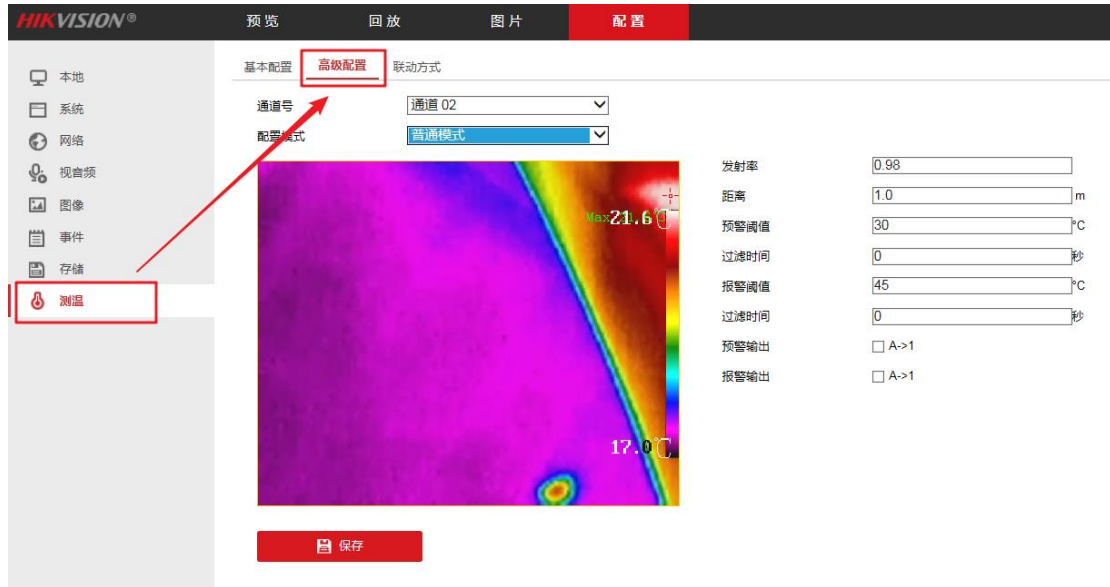 HIKVISION®
预览 回放 图片 配置
本地
系统
网络
视音频
图像
事件
存储
测温
基本配置 高级配置 联动方式
通道号 通道 02
配置模式 普通模式
发射率 0.98
距离 1.0 m
预警阈值 30 °C
过滤时间 0 秒
报警阈值 45 °C
过滤时间 0 秒
预警输出 A->1
报警输出 A->1
Max 21.6℃
17.0℃
保存